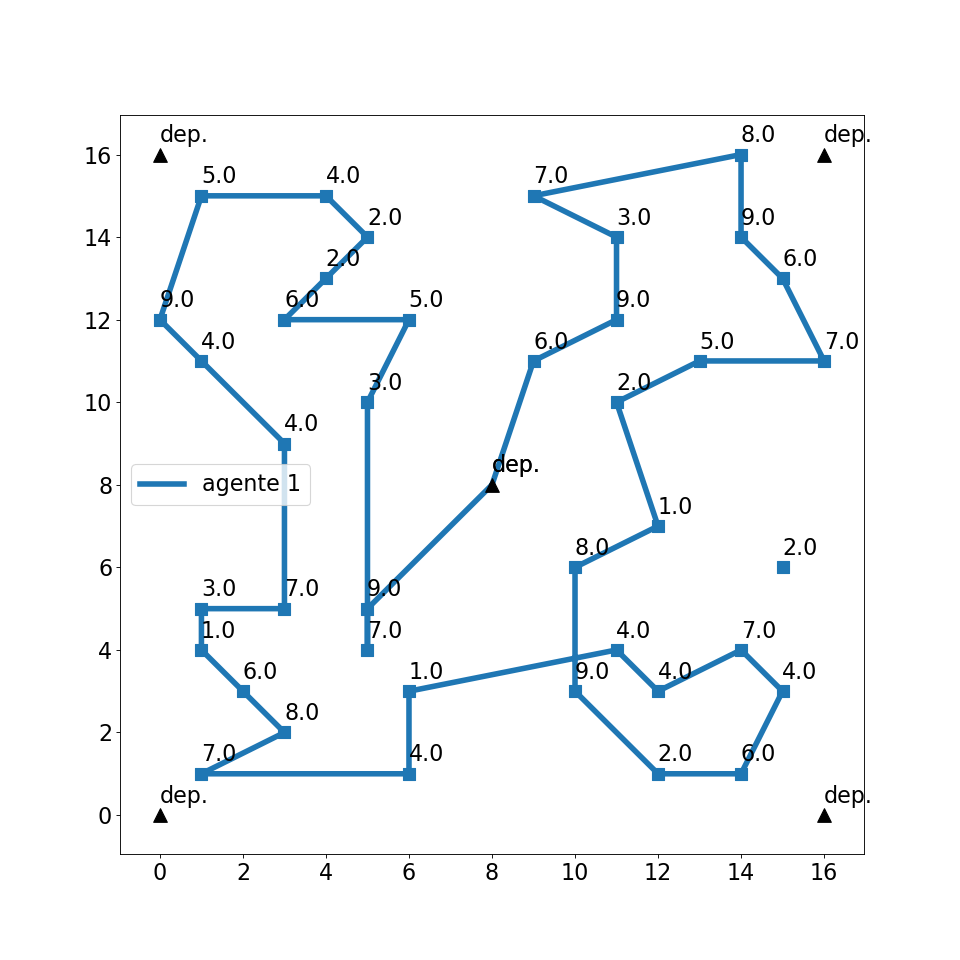 dep. 8.0 dep.
16
5.0 4.0 7.0
2.0 3.0 9.0
14
2.0 6.0
9.0 6.0 5.0 9.0
12
4.0 6.0 5.0 7.0
3.0 2.0
10
4.0
dep.
8
agente 1
1.0
8.0 2.0
6
3.0 7.0 9.0
1.0 7.0 4.0 7.0
4
6.0 1.0 9.0 4.0 4.0
8.0
2
7.0 4.0 2.0 6.0
dep. dep.
0
0 2 4 6 8 10 12 14 16